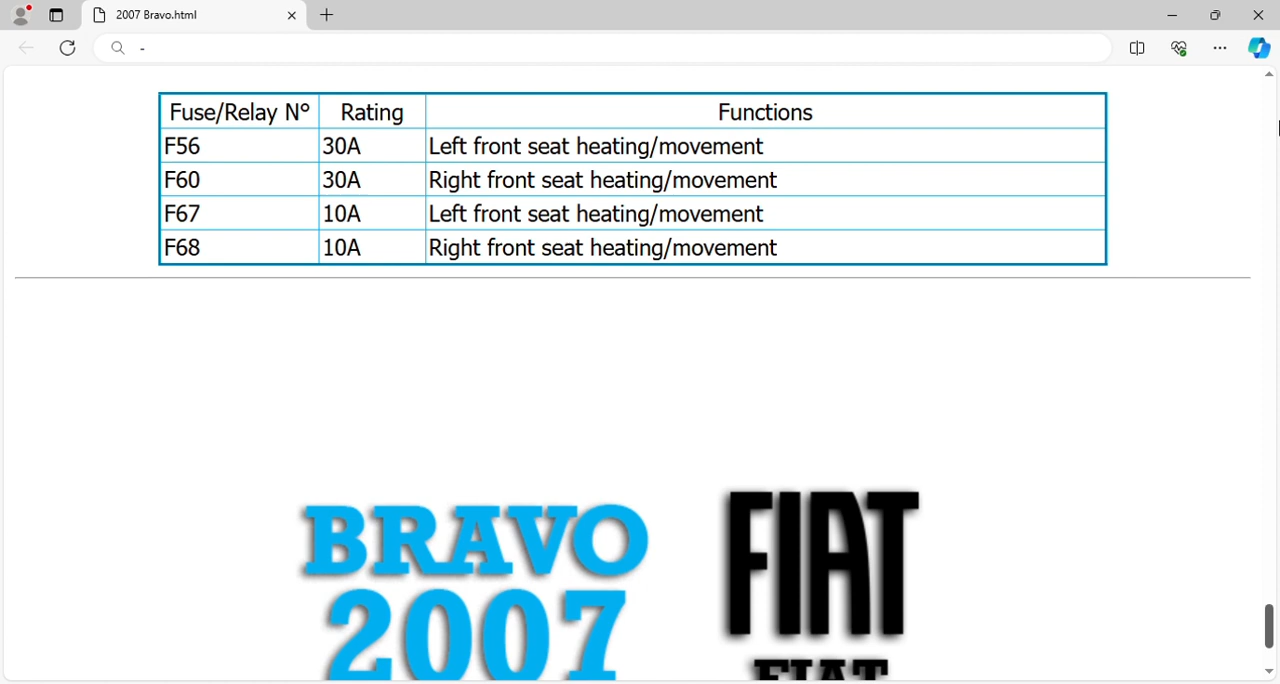 2007 Bravo.html
-
Fuse/Relay N° Rating Functions
F56 30A Left front seat heating/movement
F60 30A Right front seat heating/movement
F67 10A Left front seat heating/movement
F68 10A Right front seat heating/movement
BRAVO
2007
FIAT
FIAT